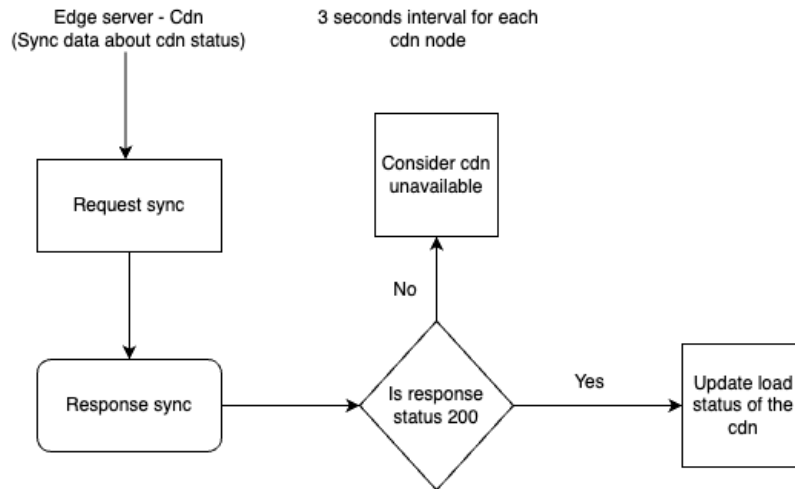 Edge server - Cdn
(Sync data about cdn status)
3 seconds interval for each
cdn node
Request sync
Consider cdn
unavailable
No
Response sync
Is response
status 200
Yes
Update load
status of the
cdn